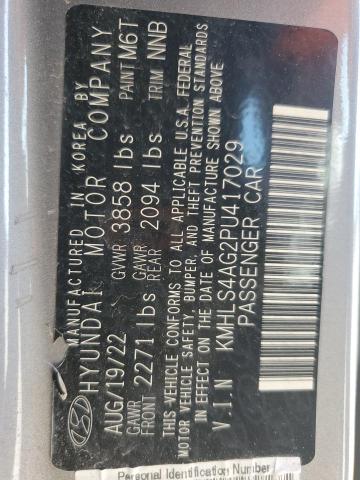 MADE IN KOREA BY
HYUNDAI MOTOR COMPANY
AUG/19/22 GVWR 3858 lbs PAINT M6T
GAWR FRONT 2271 lbs GAWR REAR 2094 lbs TRIM NNB
THIS VEHICLE CONFORMS TO ALL APPLICABLE U.S.A. FEDERAL
MOTOR VEHICLE SAFETY, BUMPER, AND THEFT PREVENTION STANDARDS
IN EFFECT ON THE DATE OF MANUFACTURE SHOWN ABOVE.
V.I.N KMHLS4AG2PU417029
PASSENGER CAR
Personal Identification Number